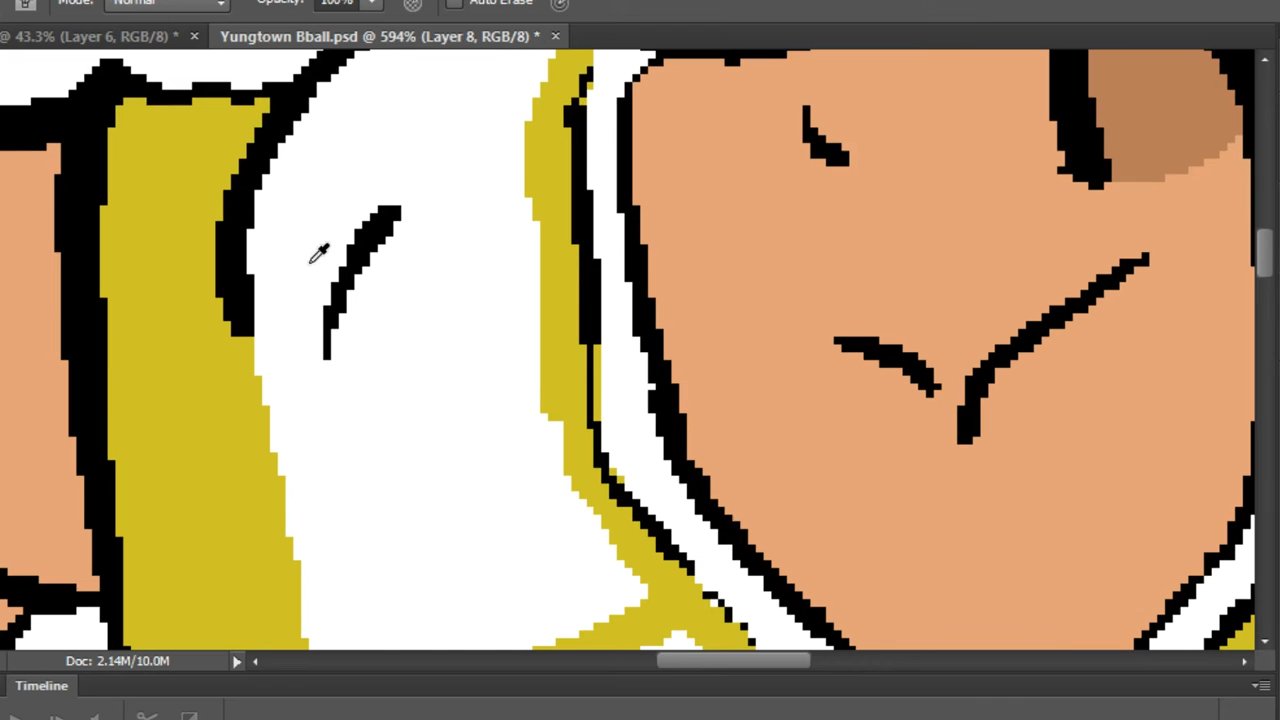 Mode: Normal Opacity: 100% Auto Erase
@ 43.3% (Layer 6, RGB/8) * × Yungtown Bball.psd @ 594% (Layer 8, RGB/8) * ×
Doc: 2.14M/10.0M
Timeline